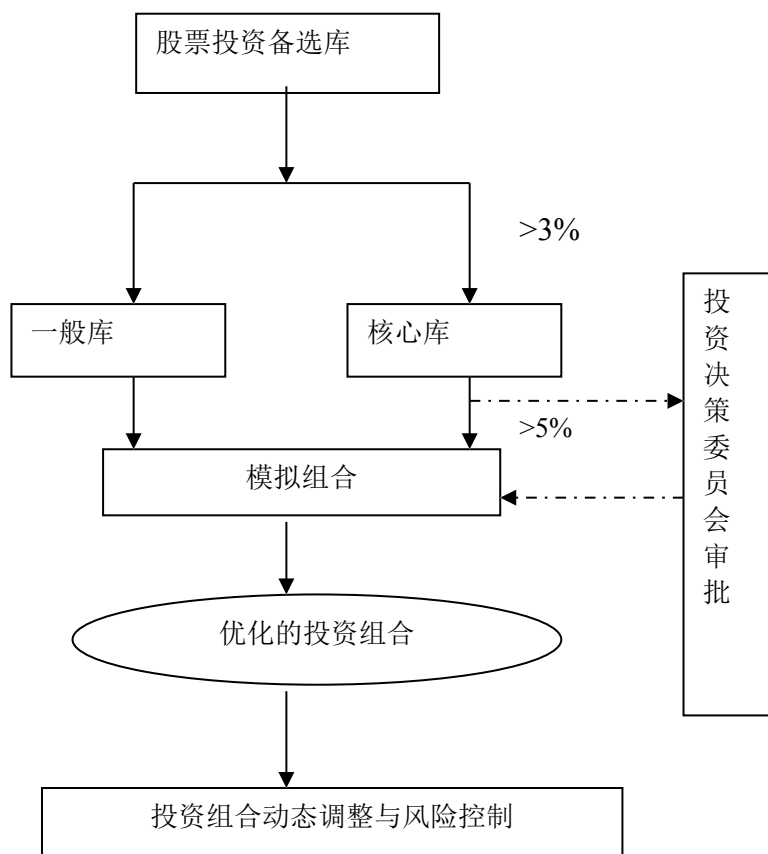 股票投资备选库
>3%
一般库
核心库
投资决策委员会审批
>5%
模拟组合
优化的投资组合
投资组合动态调整与风险控制